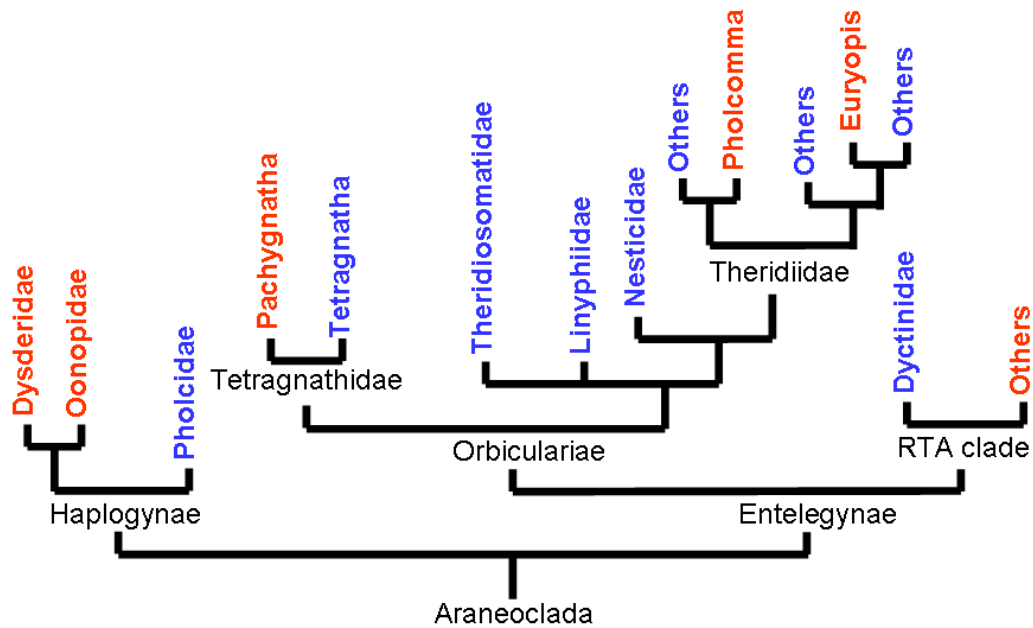 Others
Pholcomma
Others
Euryopis
Others
Theridiidae
Pachygnatha
Tetragnatha
Tetragnathidae
Theridiosomatidae
Linyphiidae
Nesticidae
Dysderidae
Oonopidae
Pholcidae
Dyctinidae
Others
Orbiculariae
RTA clade
Haplogynae
Entelegynae
Araneoclada